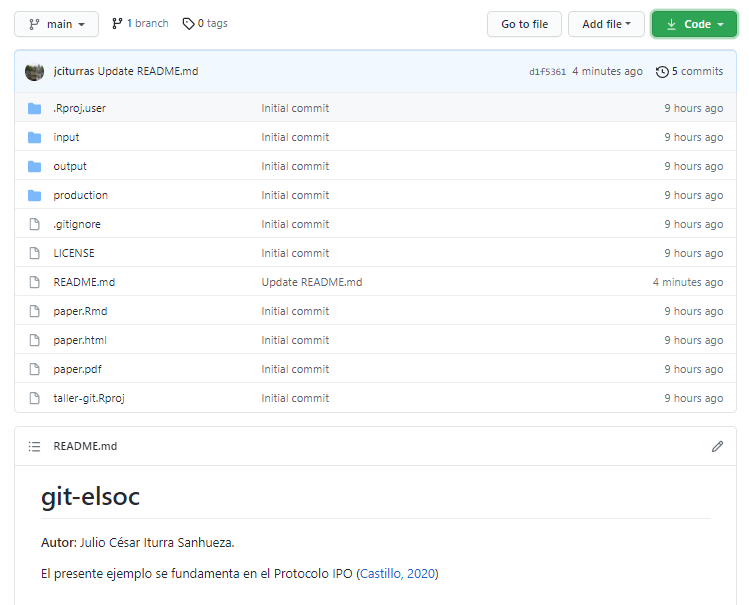 main 1 branch 0 tags Go to file Add file Code
jciturras Update README.md d1f5361 4 minutes ago 5 commits
.Rproj.user Initial commit 9 hours ago
input Initial commit 9 hours ago
output Initial commit 9 hours ago
production Initial commit 9 hours ago
.gitignore Initial commit 9 hours ago
LICENSE Initial commit 9 hours ago
README.md Update README.md 4 minutes ago
paper.Rmd Initial commit 9 hours ago
paper.html Initial commit 9 hours ago
paper.pdf Initial commit 9 hours ago
taller-git.Rproj Initial commit 9 hours ago
README.md
git-elsoc
Autor: Julio César Iturra Sanhueza.
El presente ejemplo se fundamenta en el Protocolo IPO (Castillo, 2020)